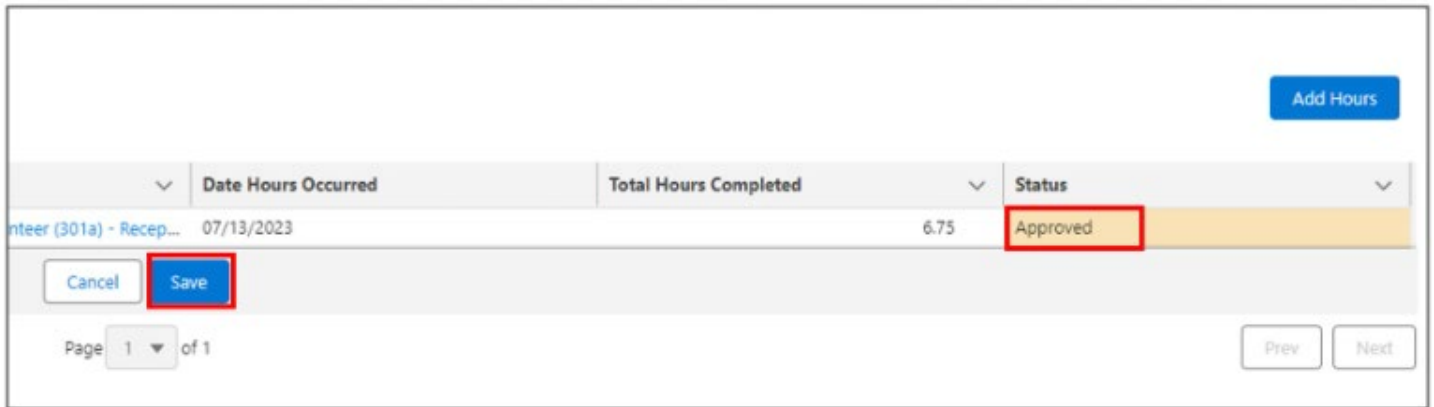 Add Hours
Date Hours Occurred Total Hours Completed Status
nteer (301a) - Recep... 07/13/2023 6.75 Approved
Cancel Save
Page 1 of 1 Prev Next